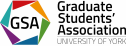 GSA
Graduate
Students'
Association
UNIVERSITY OF YORK